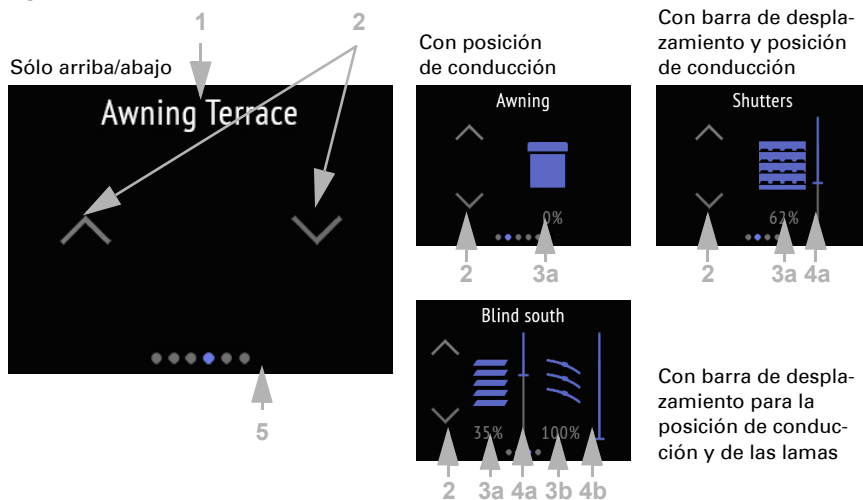 1
2
Sólo arriba/abajo
Awning Terrace
5
Con posición
de conducción
Awning
0%
2
3a
Con barra de despla-
zamiento y posición
de conducción
Shutters
62%
2
3a
4a
Blind south
35%
100%
2
3a
4a
3b
4b
Con barra de despla-
zamiento para la
posición de conduc-
ción y de las lamas